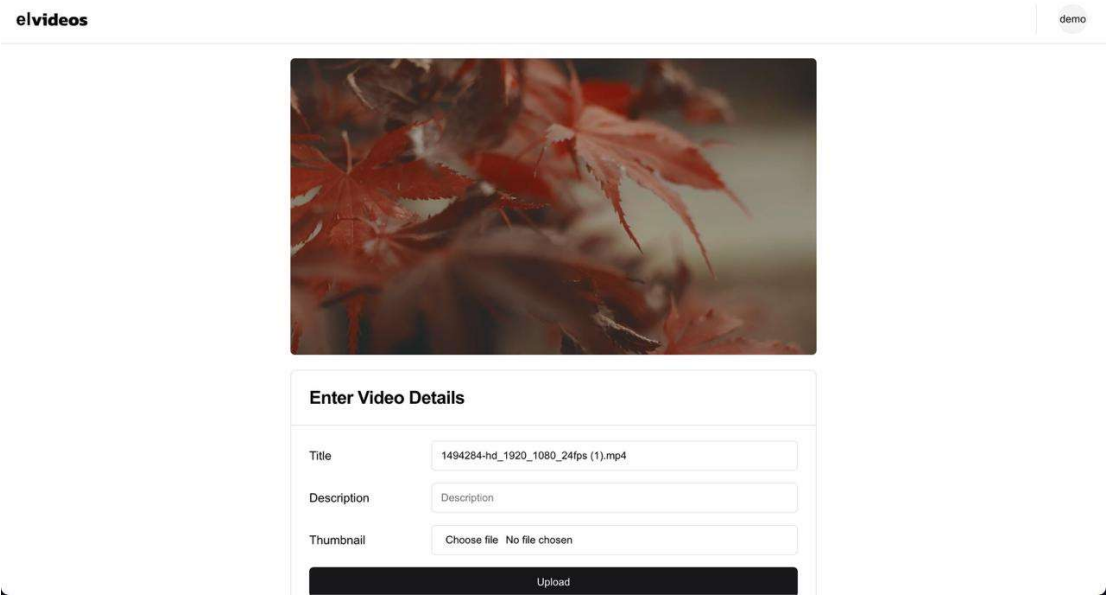 elvideos
demo
Enter Video Details
Title
1494284-hd_1920_1080_24fps (1).mp4
Description
Description
Thumbnail
Choose file No file chosen
Upload